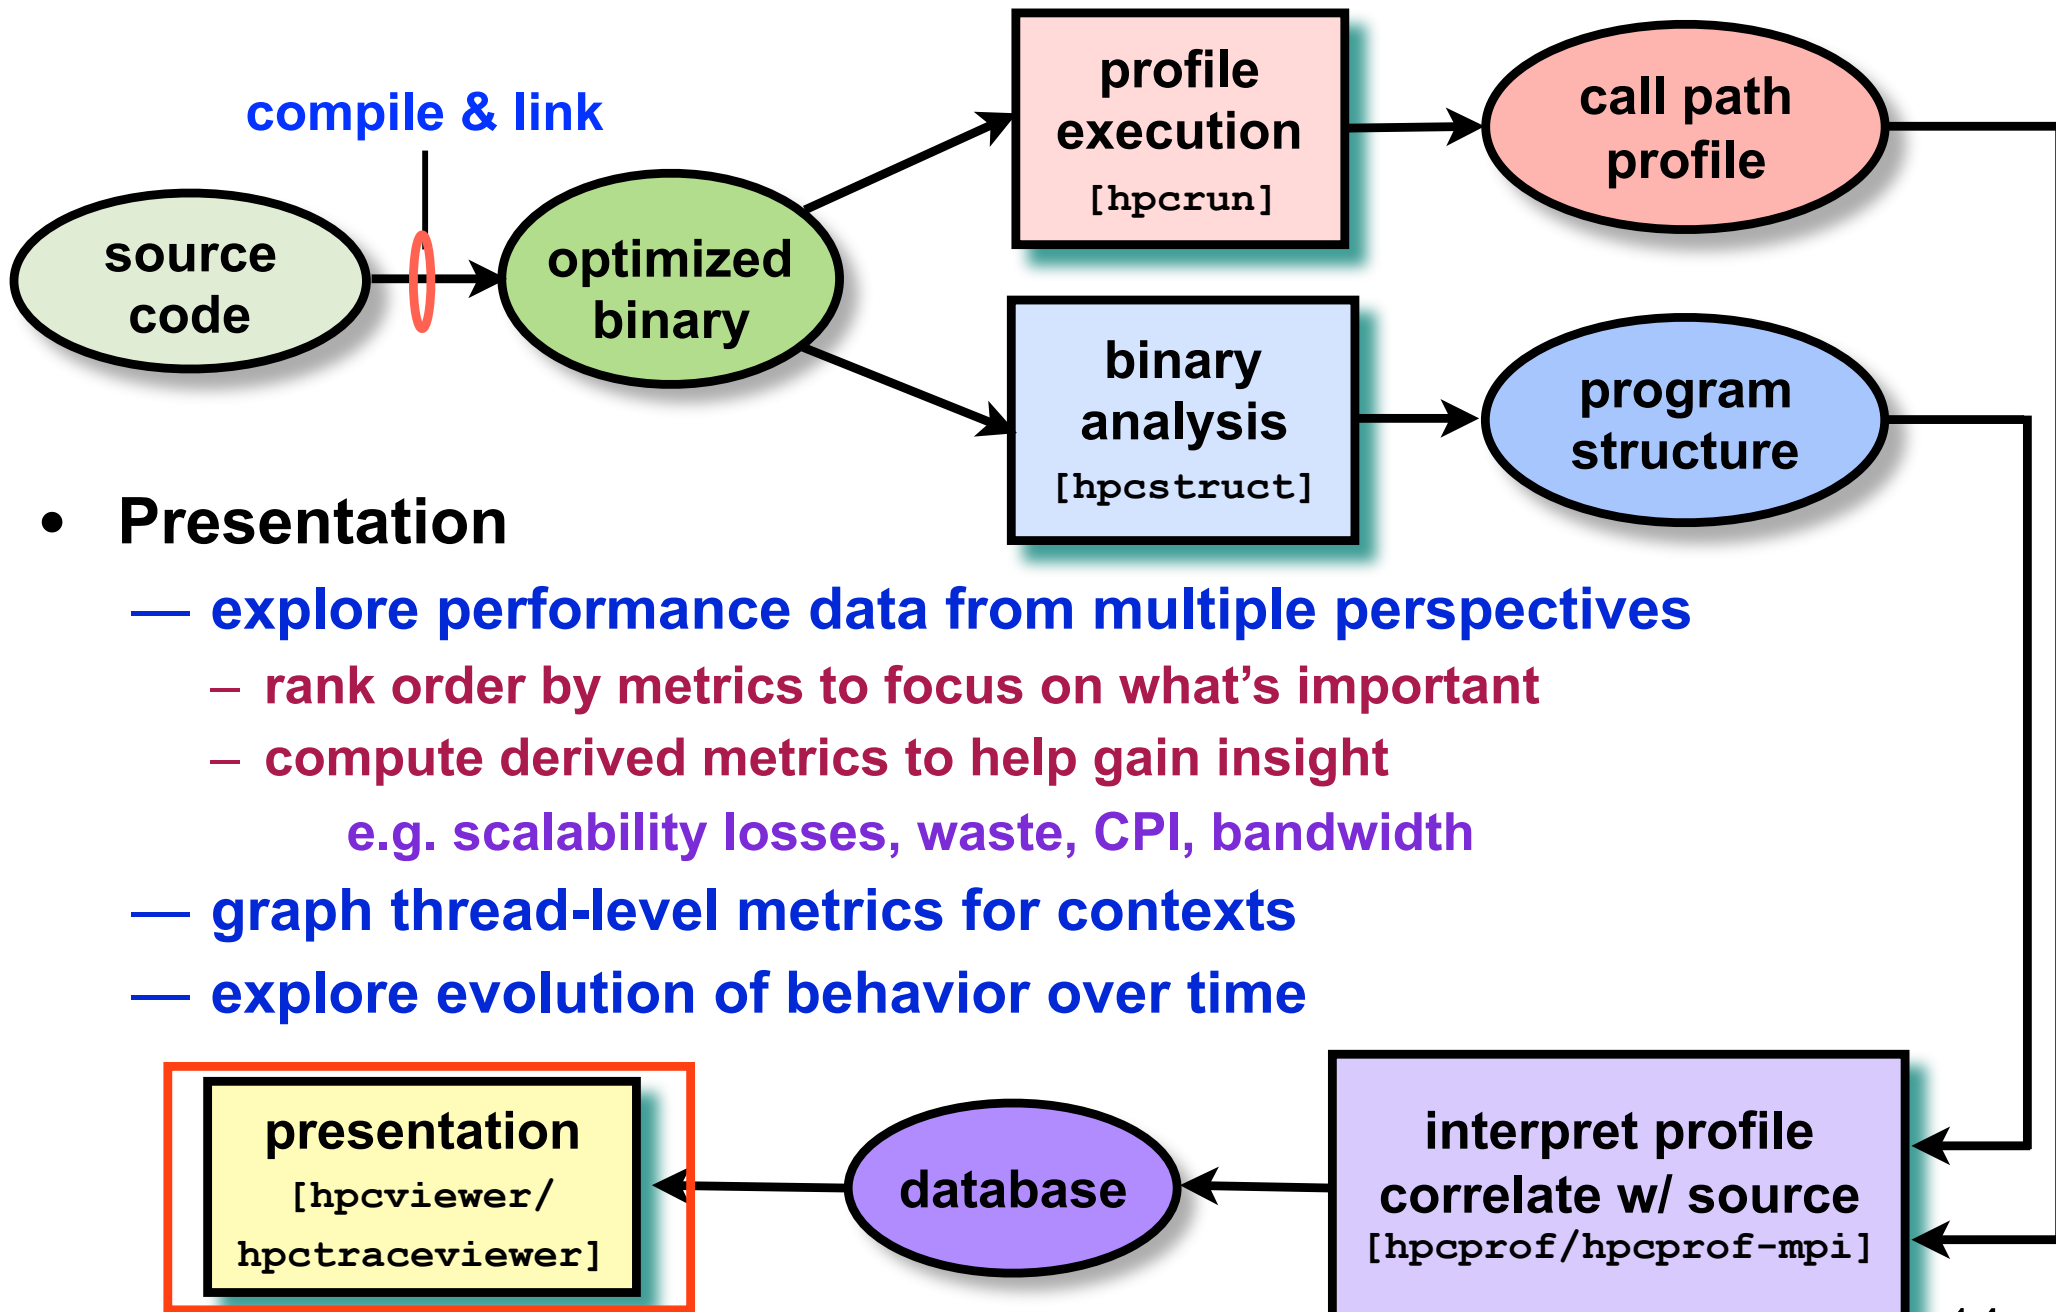 compile & link
source
code
optimized
binary
profile
execution
[hpcrun]
call path
profile
binary
analysis
[hpcstruct]
program
structure
• Presentation
— explore performance data from multiple perspectives
– rank order by metrics to focus on what’s important
– compute derived metrics to help gain insight
e.g. scalability losses, waste, CPI, bandwidth
— graph thread-level metrics for contexts
— explore evolution of behavior over time
presentation
[hpcviewer/
hpctraceviewer]
database
interpret profile
correlate w/ source
[hpcprof/hpcprof-mpi]